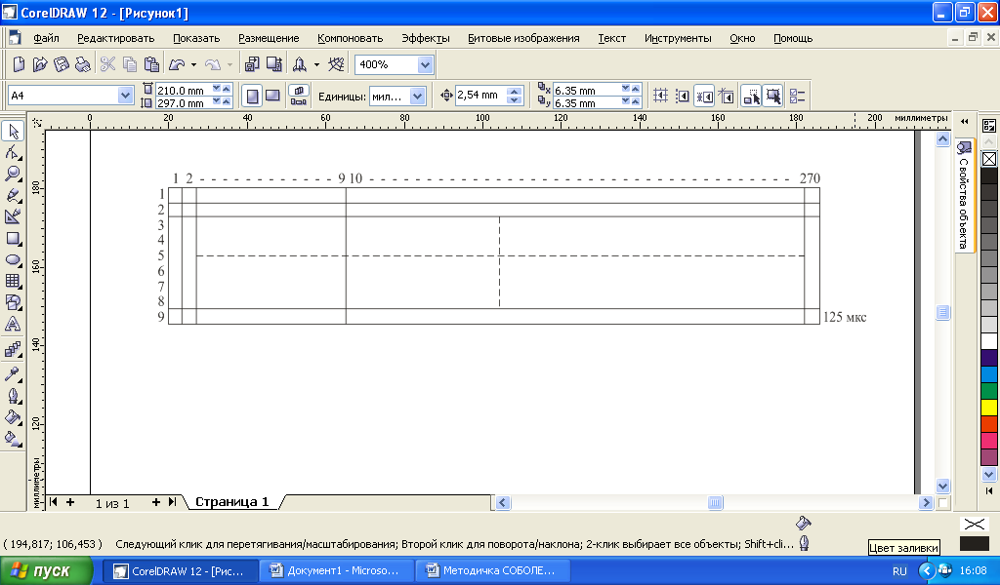 CorelDRAW 12 - [Рисунок1]
Файл Редактировать Показать Размещение Компоновать Эффекты Битовые изображения Текст Инструменты Окно Помощь
400%
A4 210.0 mm 297.0 mm Единицы: мил... 2,54 mm 6.35 mm 6.35 mm
0 20 40 60 80 100 120 140 160 180 200 миллиметры
180
160
140
120
миллиметры
Свойства объекта
1 2 - - - - - - - - - - - - - 9 10 - - - - - - - - - - - - - - - - - - - - - - - - - - - - - - - - - - - - - - - 270
1
2
3
4
5
6
7
8
9 125 мкс
1 из 1 Страница 1
( 194,817; 106,453 ) Следующий клик для перетягивания/масштабирования; Второй клик для поворота/наклона; 2-клик выбирает все объекты; Shift+cli...
Цвет заливки
пуск CorelDRAW 12 - [Рис... Документ1 - Microso... Методичка СОБОЛЕ... RU 16:08